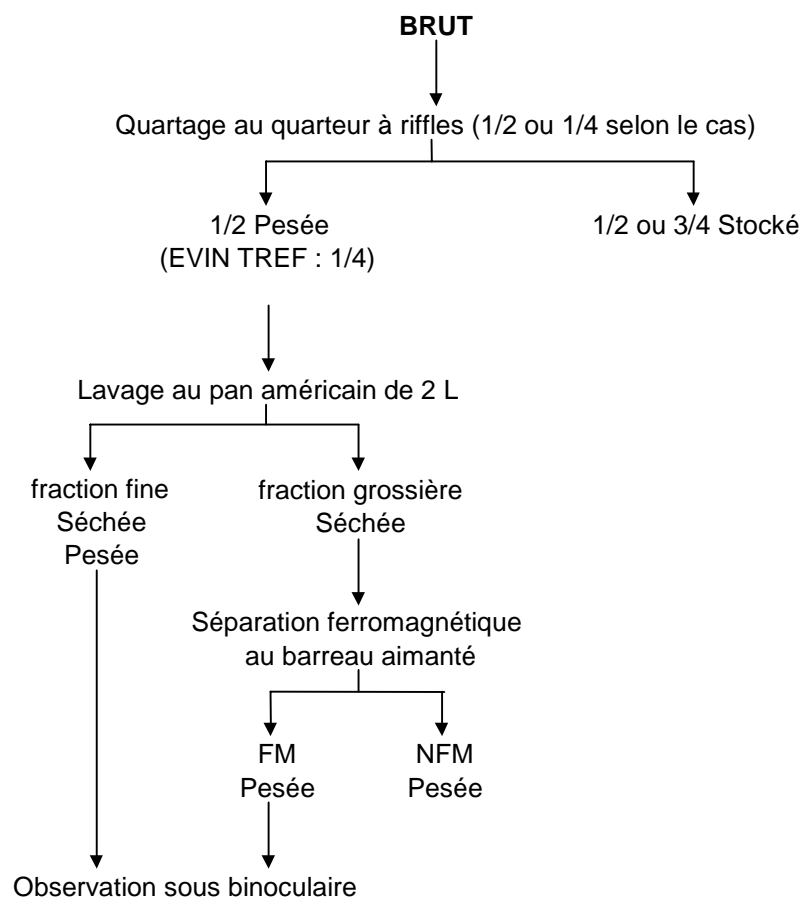 BRUT
Quartage au quarteur à riffles (1/2 ou 1/4 selon le cas)
1/2 Pesée
(EVIN TREF : 1/4)
1/2 ou 3/4 Stocké
Lavage au pan américain de 2 L
fraction fine
Séchée
Pesée
fraction grossière
Séchée
Séparation ferromagnétique
au barreau aimanté
FM
Pesée
NFM
Pesée
Observation sous binoculaire